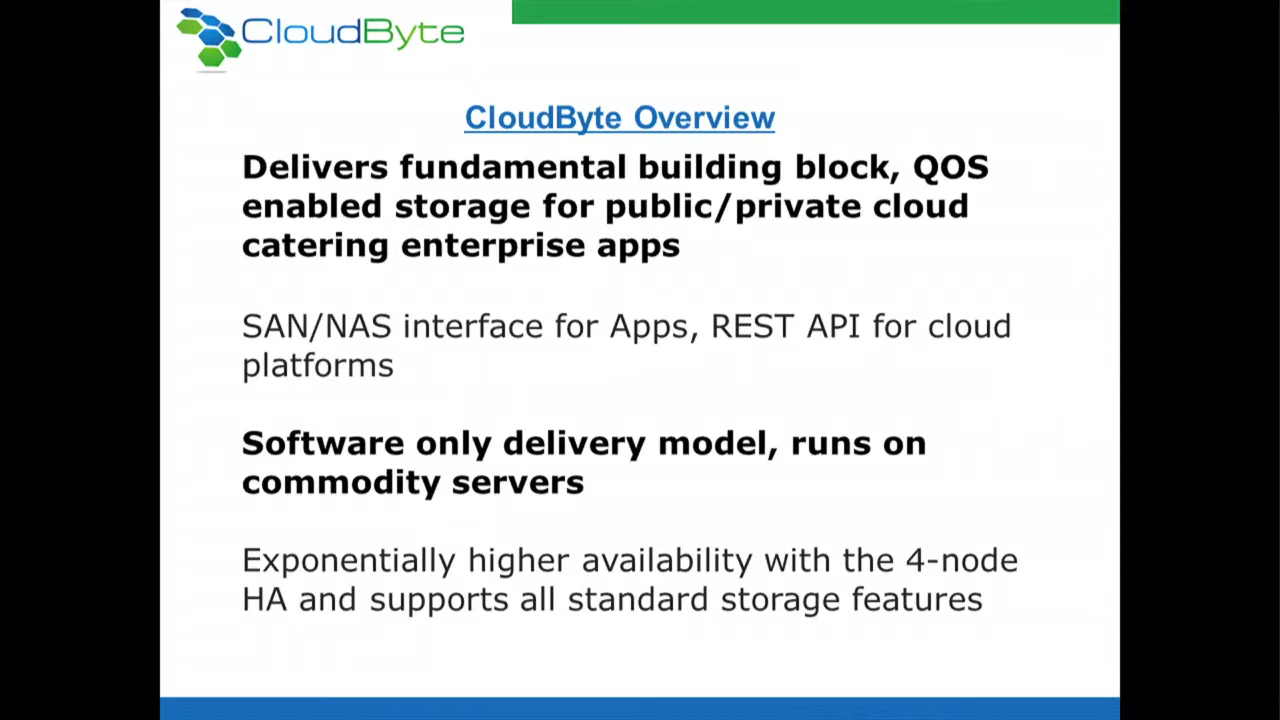 CloudByte
CloudByte Overview
Delivers fundamental building block, QOS
enabled storage for public/private cloud
catering enterprise apps
SAN/NAS interface for Apps, REST API for cloud
platforms
Software only delivery model, runs on
commodity servers
Exponentially higher availability with the 4-node
HA and supports all standard storage features